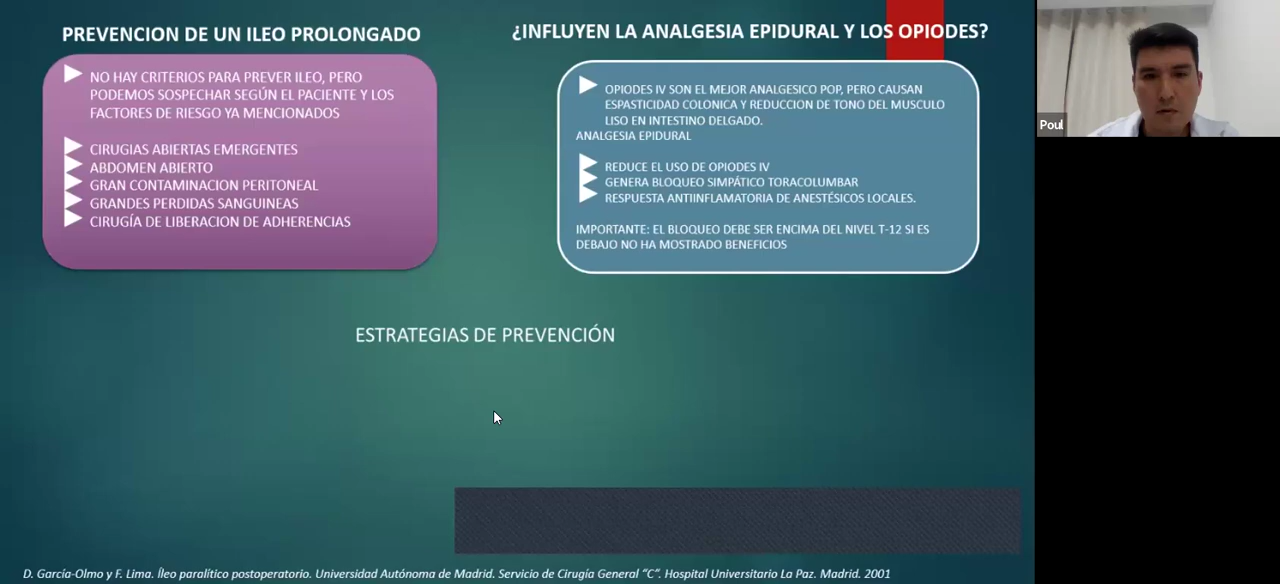 PREVENCION DE UN ILEO PROLONGADO
NO HAY CRITERIOS PARA PREVER ILEO, PERO
PODEMOS SOSPECHAR SEGÚN EL PACIENTE Y LOS
FACTORES DE RIESGO YA MENCIONADOS
CIRUGIAS ABIERTAS EMERGENTES
ABDOMEN ABIERTO
GRAN CONTAMINACION PERITONEAL
GRANDES PERDIDAS SANGUINEAS
CIRUGÍA DE LIBERACION DE ADHERENCIAS
¿INFLUYEN LA ANALGESIA EPIDURAL Y LOS OPIODES?
OPIODES IV SON EL MEJOR ANALGESICO POP, PERO CAUSAN
ESPASTICIDAD COLONICA Y REDUCCION DE TONO DEL MUSCULO
LISO EN INTESTINO DELGADO.
ANALGESIA EPIDURAL
REDUCE EL USO DE OPIODES IV
GENERA BLOQUEO SIMPÁTICO TORACOLUMBAR
RESPUESTA ANTIINFLAMATORIA DE ANESTÉSICOS LOCALES.
IMPORTANTE: EL BLOQUEO DEBE SER ENCIMA DEL NIVEL T-12 SI ES
DEBAJO NO HA MOSTRADO BENEFICIOS
ESTRATEGIAS DE PREVENCIÓN
D. García-Olmo y F. Lima. Íleo paralítico postoperatorio. Universidad Autónoma de Madrid. Servicio de Cirugía General "C". Hospital Universitario La Paz. Madrid. 2001
Poul